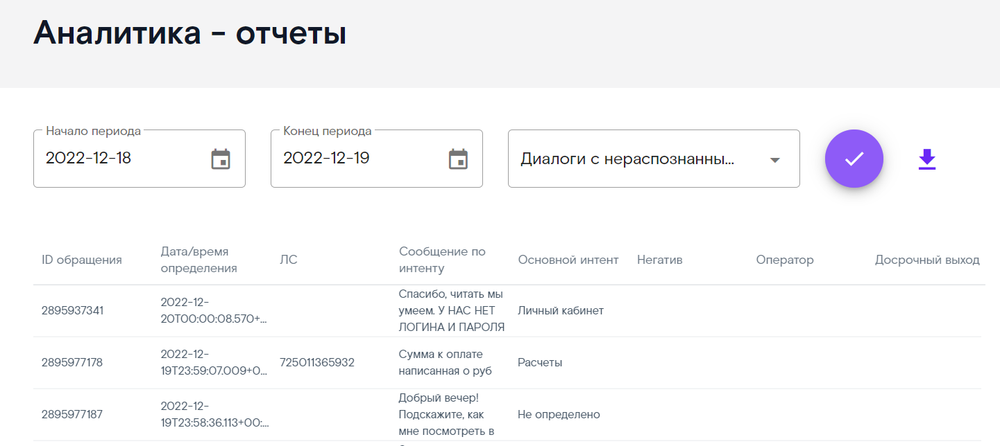 Аналитика - отчеты
Начало периода
Конец периода
2022-12-18
2022-12-19
Диалоги с нераспознанны...
ID обращения
Дата/время
определения
ЛС
Сообщение по
интенту
Основной интент
Негатив
Оператор
Досрочный выход
2895937341
2022-12-
20T00:00:08.570+...
Спасибо, читать мы
умеем. У НАС НЕТ
ЛОГИНА И ПАРОЛЯ
Личный кабинет
2895977178
2022-12-
19T23:59:07.009+0...
725011365932
Сумма к оплате
написанная о руб
Расчеты
2895977187
2022-12-
19T23:58:36.113+00:...
Добрый вечер!
Подскажите, как
мне посмотреть в
Не определено